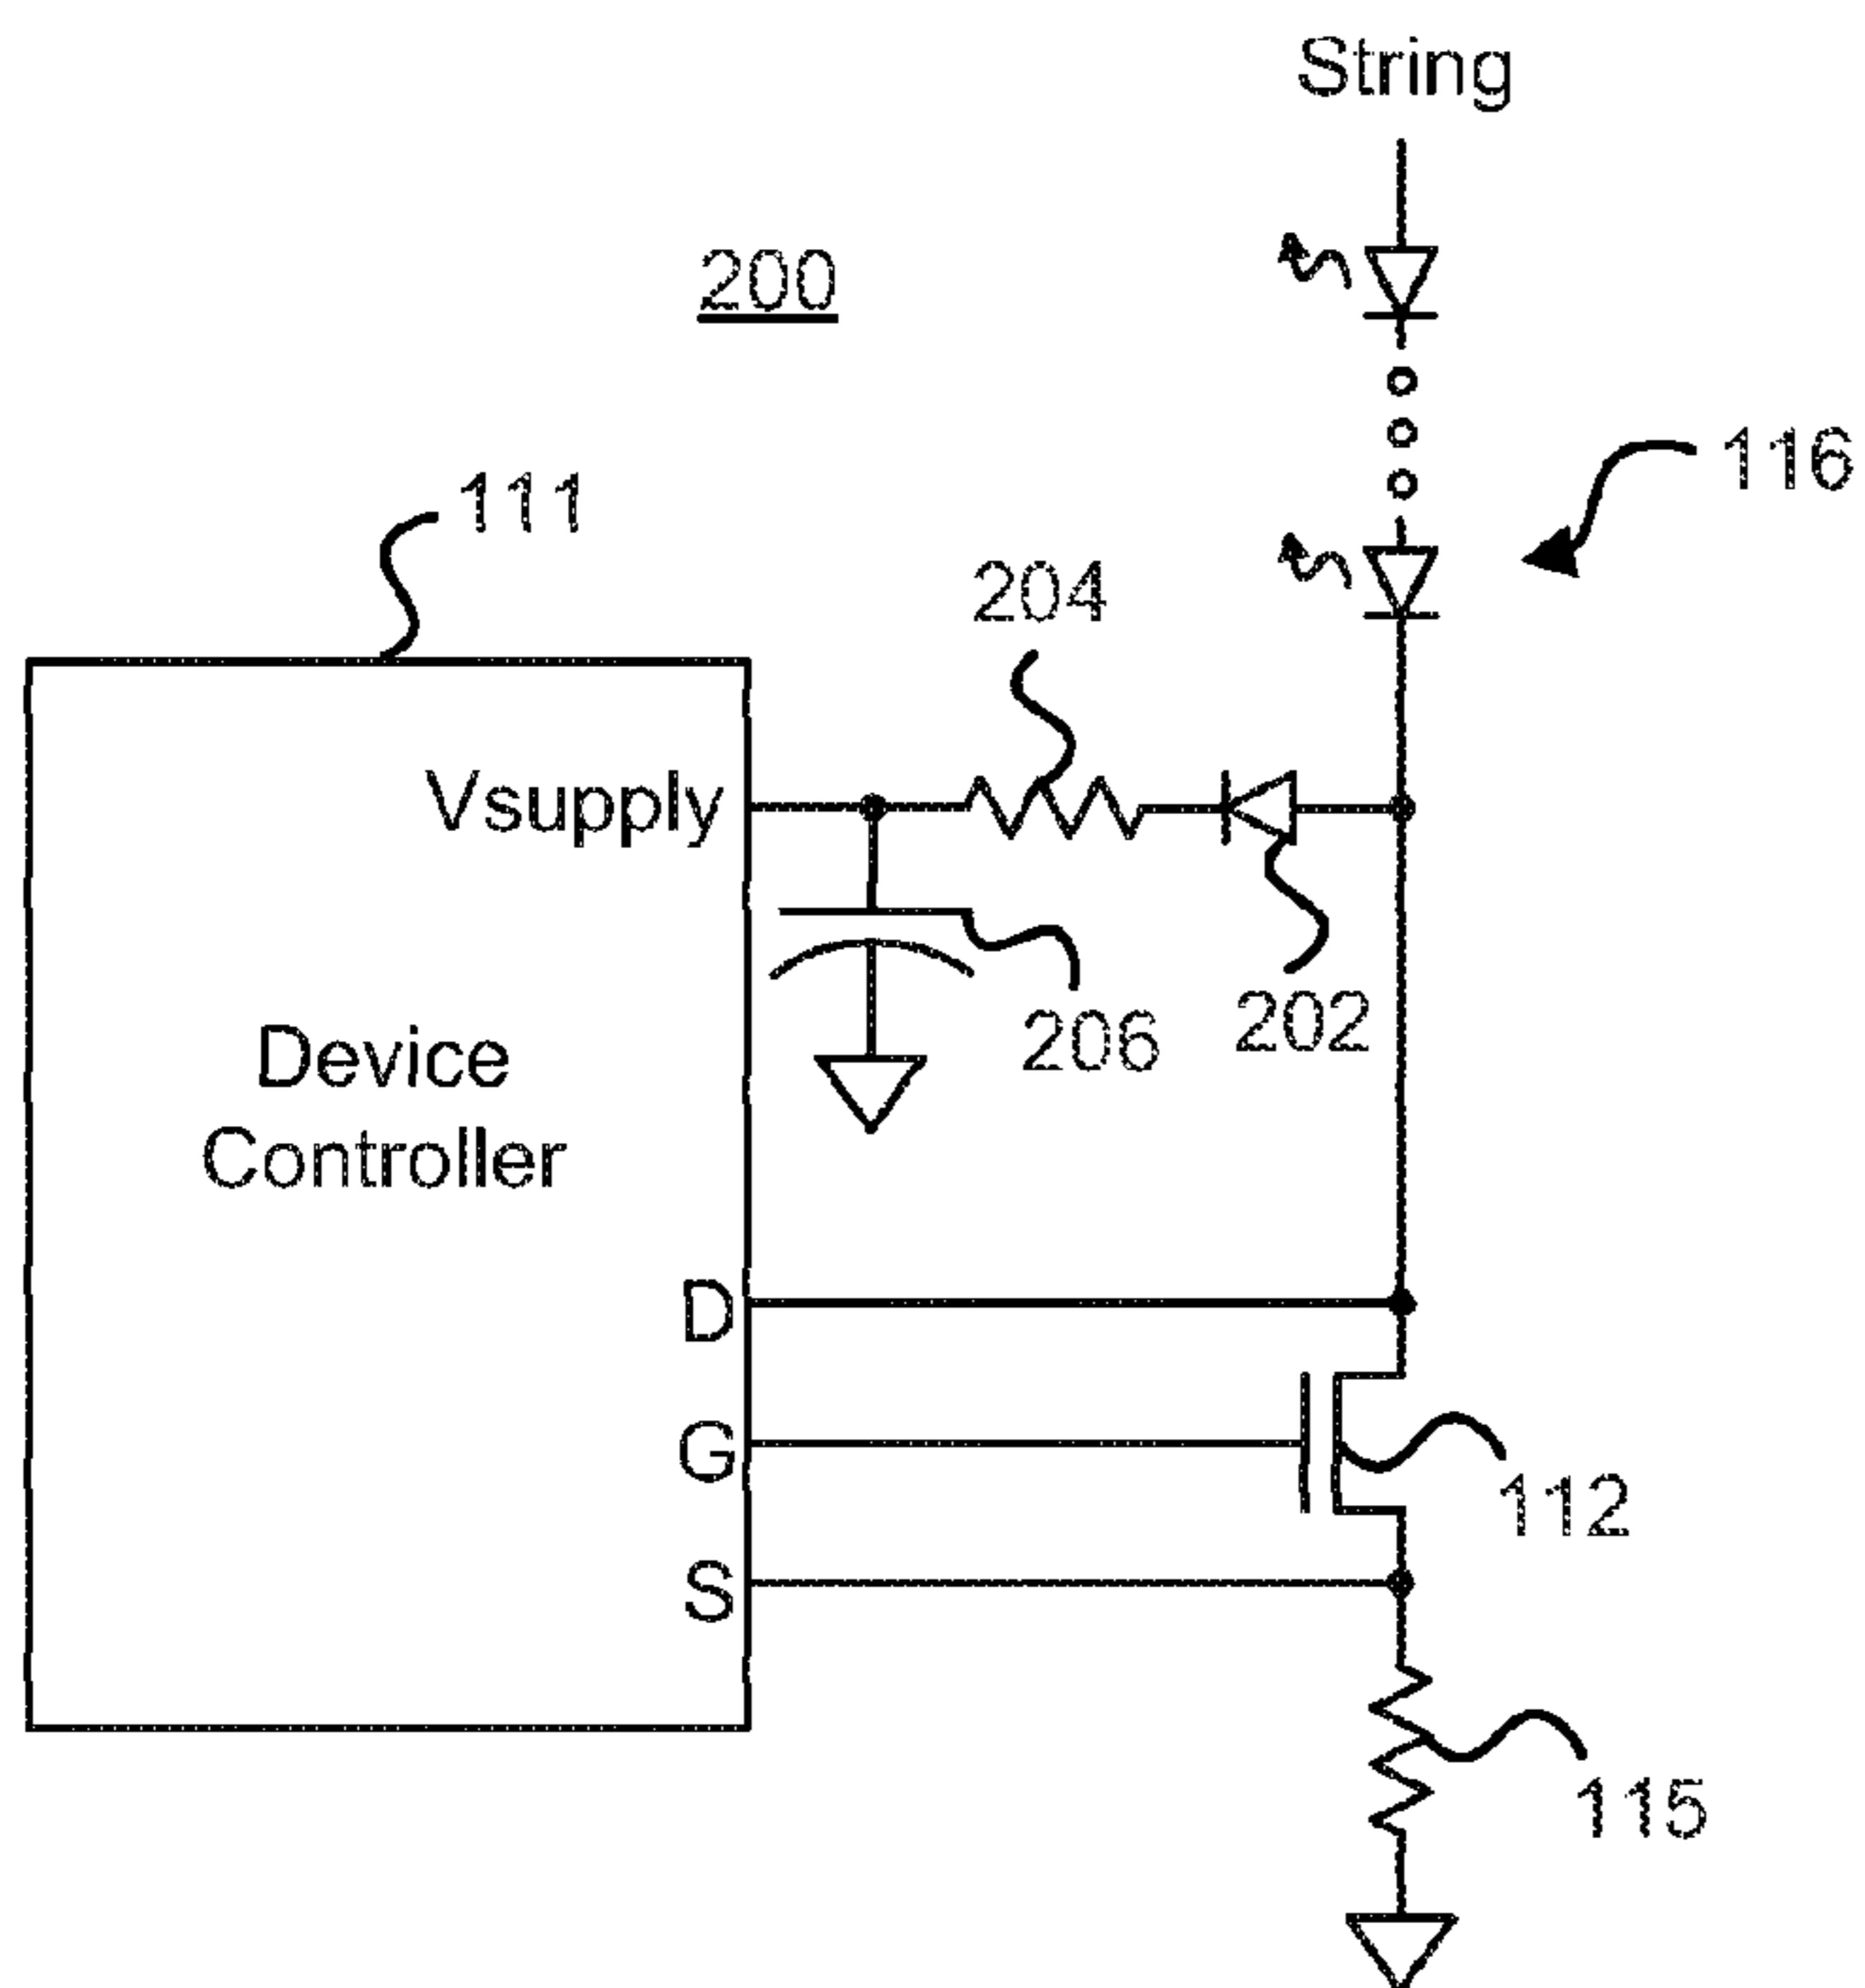 String
200
116
111
204
Vsupply
202
206
Device
Controller
D
G
112
S
115